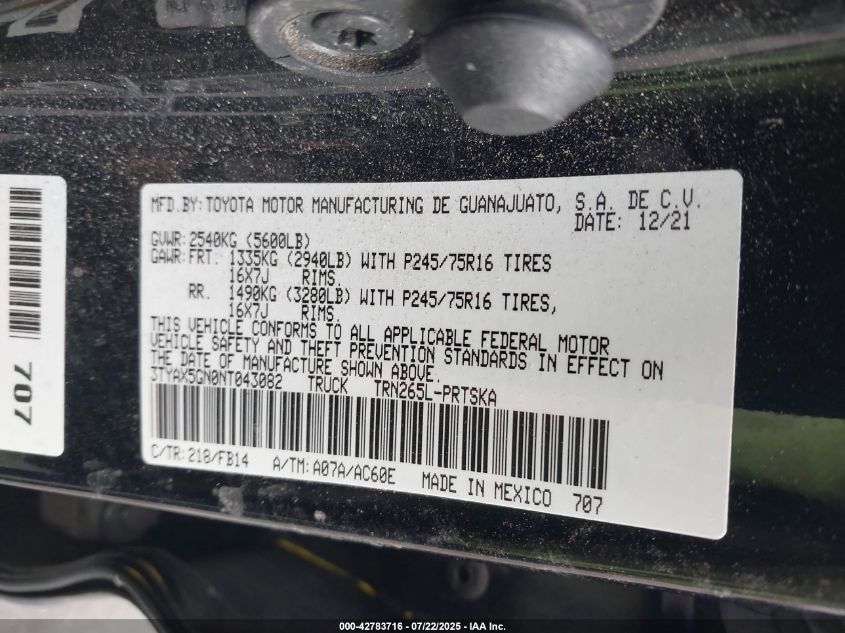 MFD.BY:TOYOTA MOTOR MANUFACTURING DE GUANAJUATO, S.A. DE C.V.
DATE: 12/21
GVWR:2540KG (5600LB)
GAWR:FRT. 1335KG (2940LB) WITH P245/75R16 TIRES
16X7J RIMS,
RR. 1490KG (3280LB) WITH P245/75R16 TIRES,
16X7J RIMS.
THIS VEHICLE CONFORMS TO ALL APPLICABLE FEDERAL MOTOR
VEHICLE SAFETY AND THEFT PREVENTION STANDARDS IN EFFECT ON
THE DATE OF MANUFACTURE SHOWN ABOVE.
3TYAX5GN0NT043082 TRUCK TRN265L-PRTSKA
C/TR:218/FB14 A/TM:A07A/AC60E MADE IN MEXICO 707
707
000-42783716 - 07/22/2025 - IAA Inc.